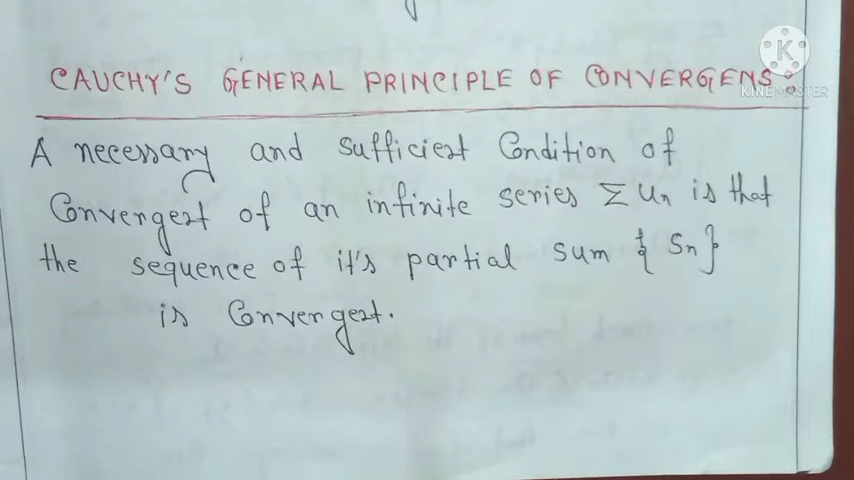 CAUCHY'S GENERAL PRINCIPLE OF CONVERGENS:
KINEMASTER
A necessary and sufficient Condition of
Convergent of an infinite series Σ Un is that
the sequence of it's partial sum { Sn}
is Convergent.